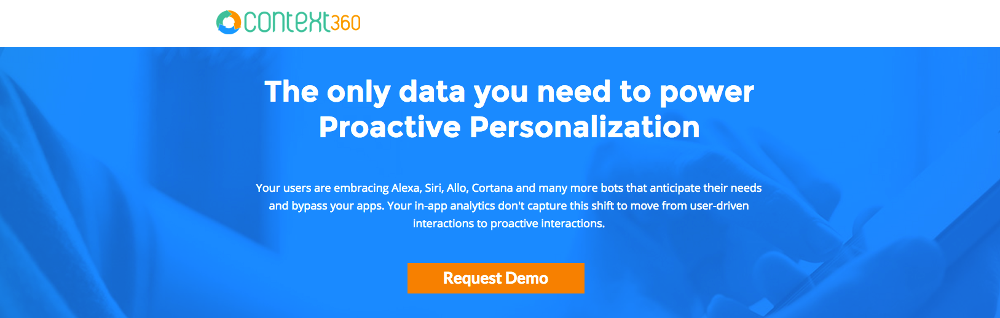 context360
The only data you need to power
Proactive Personalization
Your users are embracing Alexa, Siri, Allo, Cortana and many more bots that anticipate their needs
and bypass your apps. Your in-app analytics don't capture this shift to move from user-driven
interactions to proactive interactions.
Request Demo